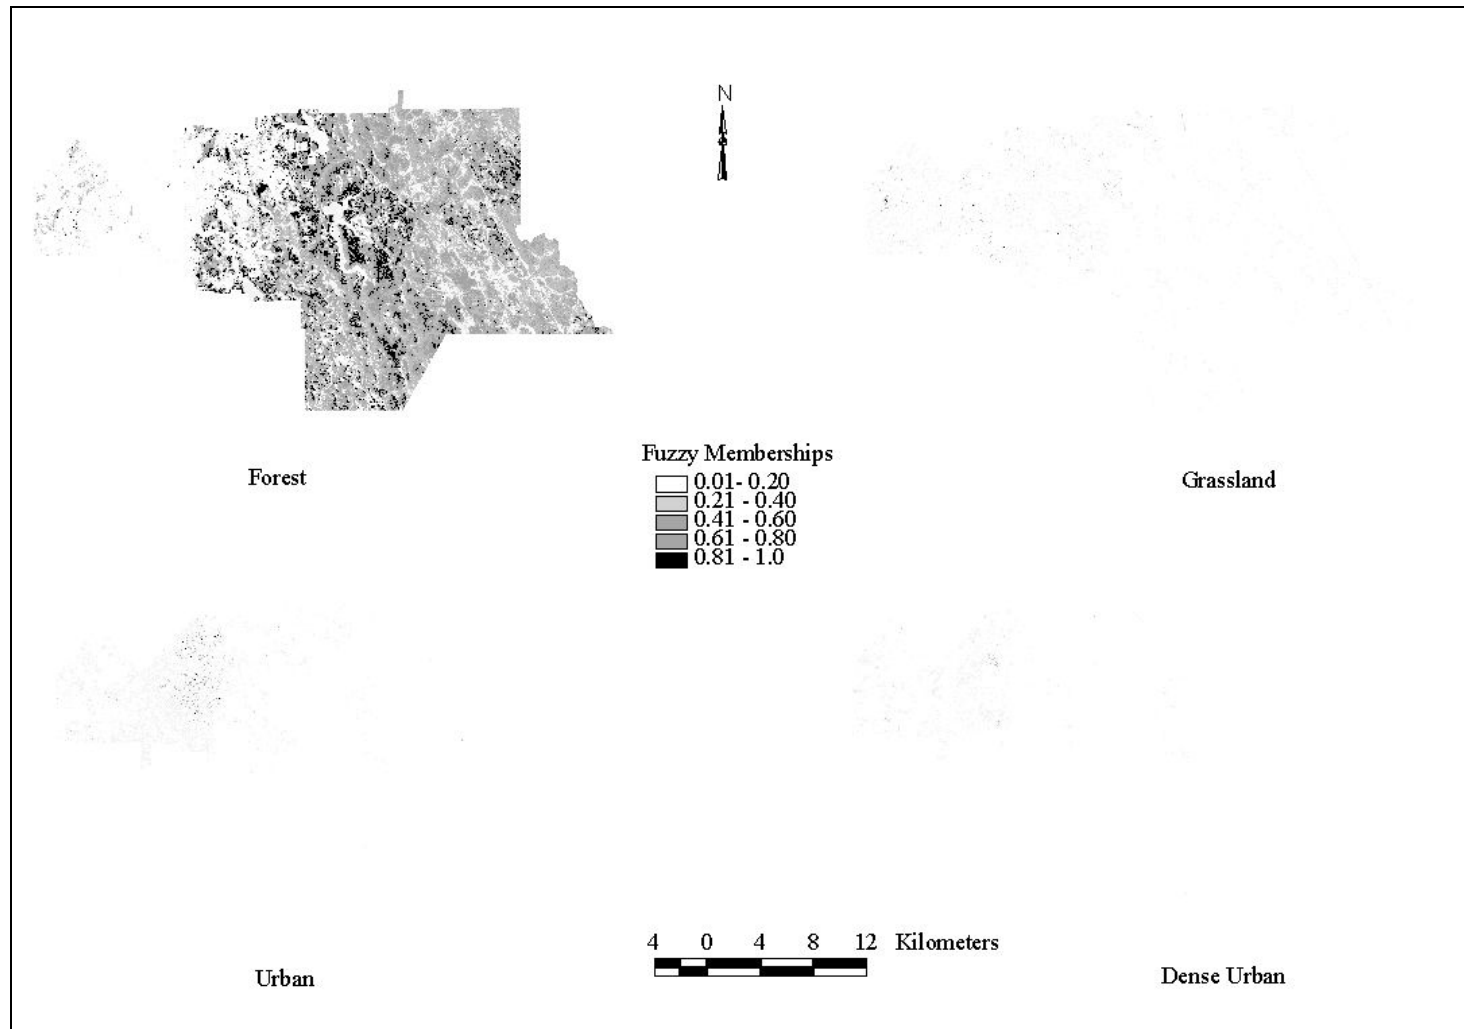 N
Forest
Fuzzy Memberships
0.01- 0.20
0.21 - 0.40
0.41 - 0.60
0.61 - 0.80
0.81 - 1.0
Grassland
4 0 4 8 12 Kilometers
Urban
Dense Urban